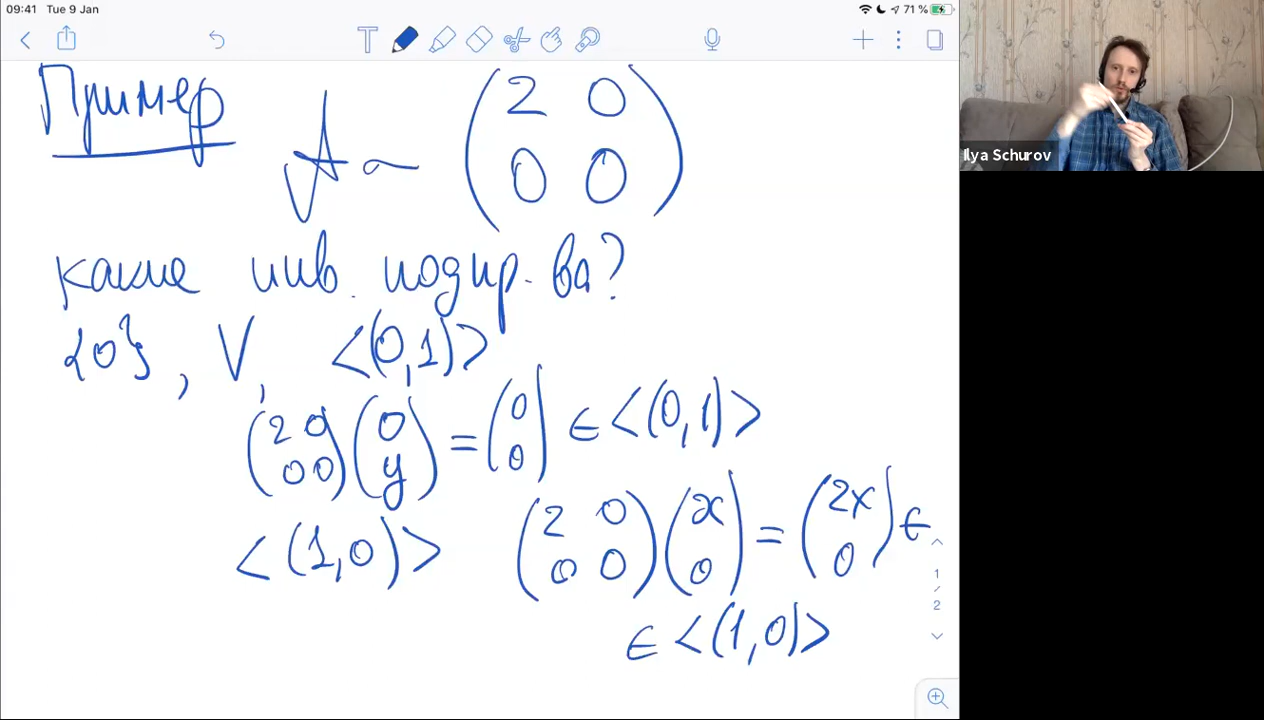 09:41 Tue 9 Jan
71 %
Ilya Schurov
Пример
A ~ (2 0
0 0)
какие инв. подпр-ва?
{0}, V, <(0,1)>
(2 0
0 0) (0
y) = (0
0) ∈ <(0,1)>
<(1,0)>
(2 0
0 0) (x
0) = (2x
0) ∈
∈ <(1,0)>
1
/
2